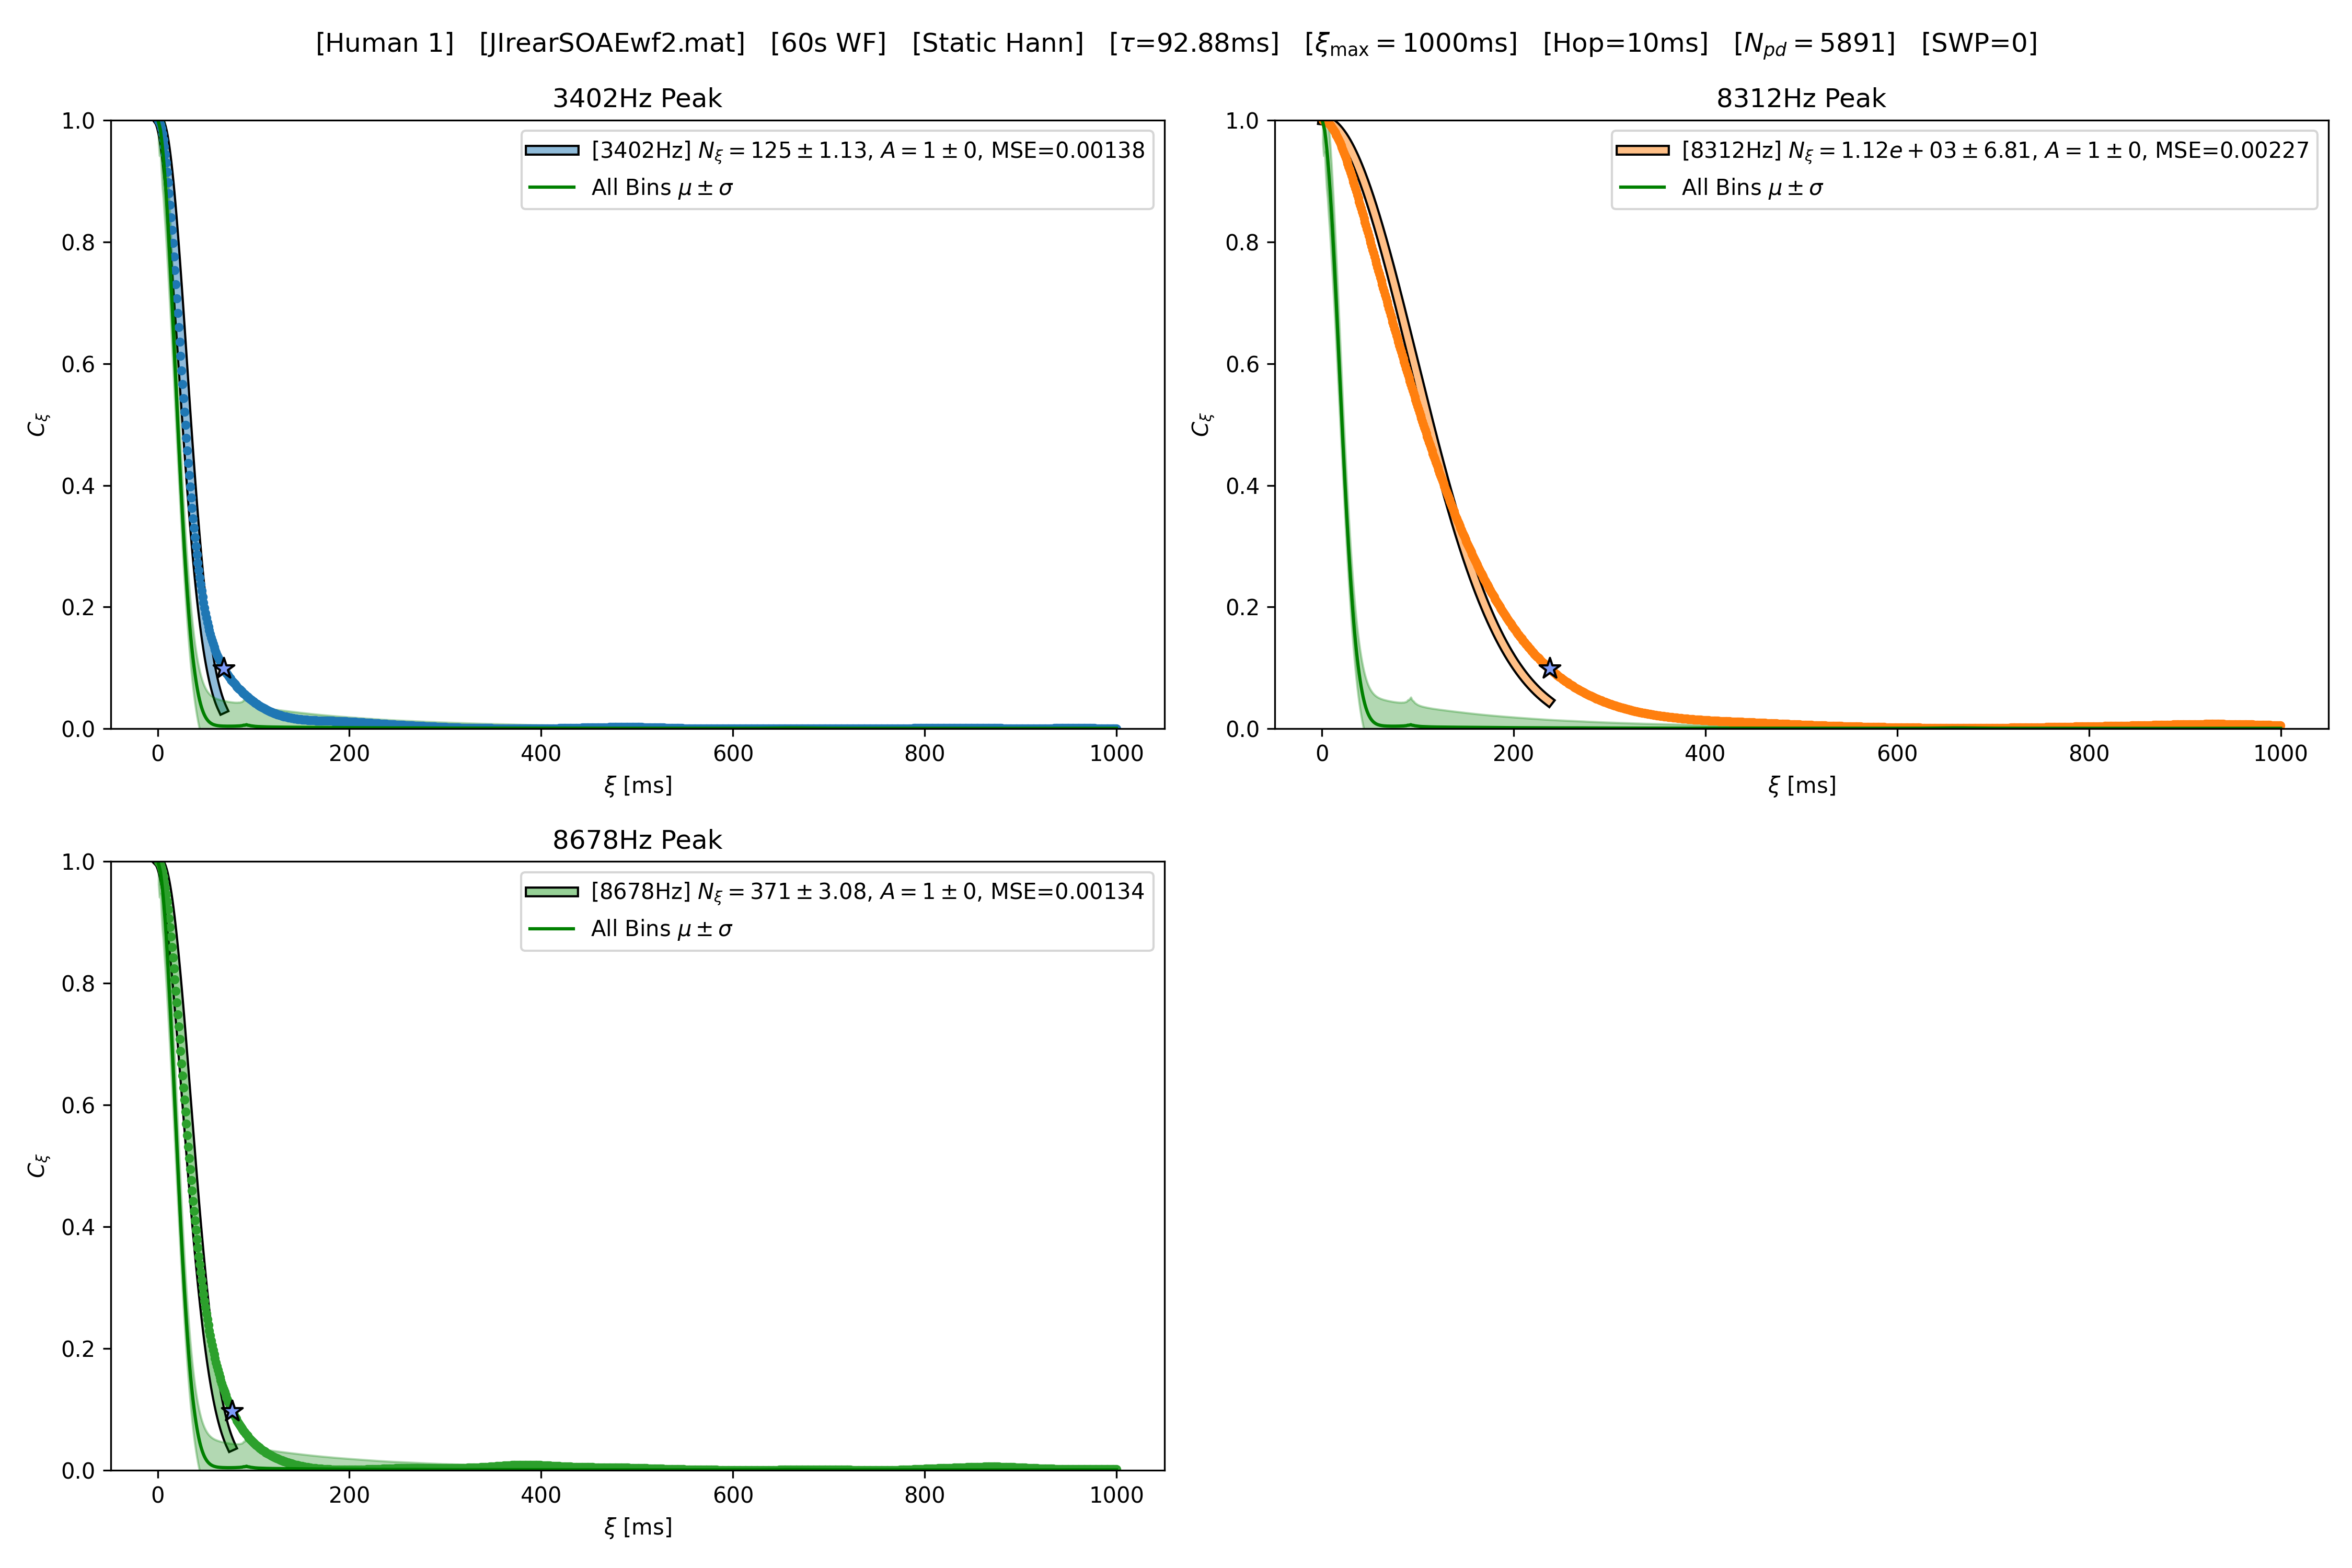 [Human 1] [JIrearSOAEwf2.mat] [60s WF] [Static Hann] [τ=92.88ms] [ξmax = 1000ms] [Hop=10ms] [Npd = 5891] [SWP=0]
3402Hz Peak
[3402Hz] Nξ = 125 ± 1.13, A = 1 ± 0, MSE=0.00138
All Bins μ ± σ
1.0
0.8
0.6
0.4
0.2
0.0
Cξ
0 200 400 600 800 1000
ξ [ms]
8312Hz Peak
[8312Hz] Nξ = 1.12e + 03 ± 6.81, A = 1 ± 0, MSE=0.00227
All Bins μ ± σ
1.0
0.8
0.6
0.4
0.2
0.0
Cξ
0 200 400 600 800 1000
ξ [ms]
8678Hz Peak
[8678Hz] Nξ = 371 ± 3.08, A = 1 ± 0, MSE=0.00134
All Bins μ ± σ
1.0
0.8
0.6
0.4
0.2
0.0
Cξ
0 200 400 600 800 1000
ξ [ms]